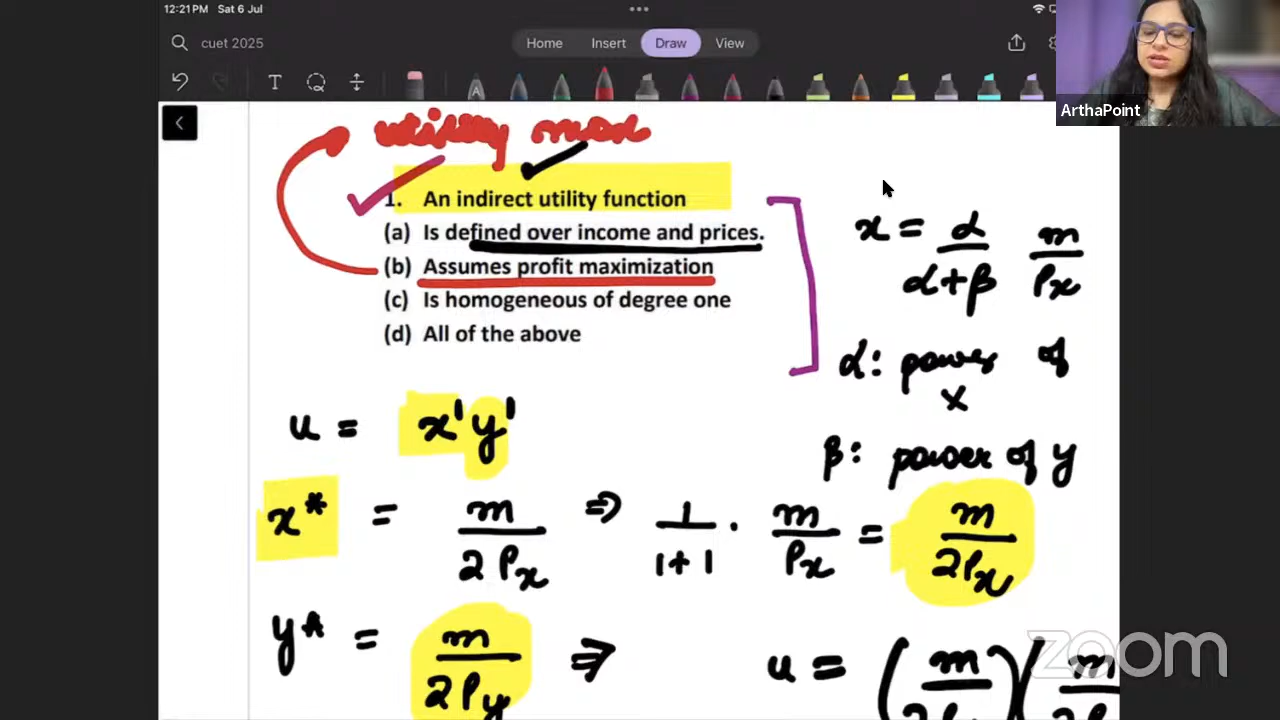 12:21 PM Sat 6 Jul
cuet 2025
Home Insert Draw View
ArthaPoint
utility max
1. An indirect utility function
(a) Is defined over income and prices.
(b) Assumes profit maximization
(c) Is homogeneous of degree one
(d) All of the above
x = α/(α+β) m/Px
α: power of x
β: power of y
u = x¹y¹
x* = m/2Px ⇒ 1/(1+1) · m/Px = m/2Px
y* = m/2Py ⇒
u = (m/2Px)(m/2P
zoom